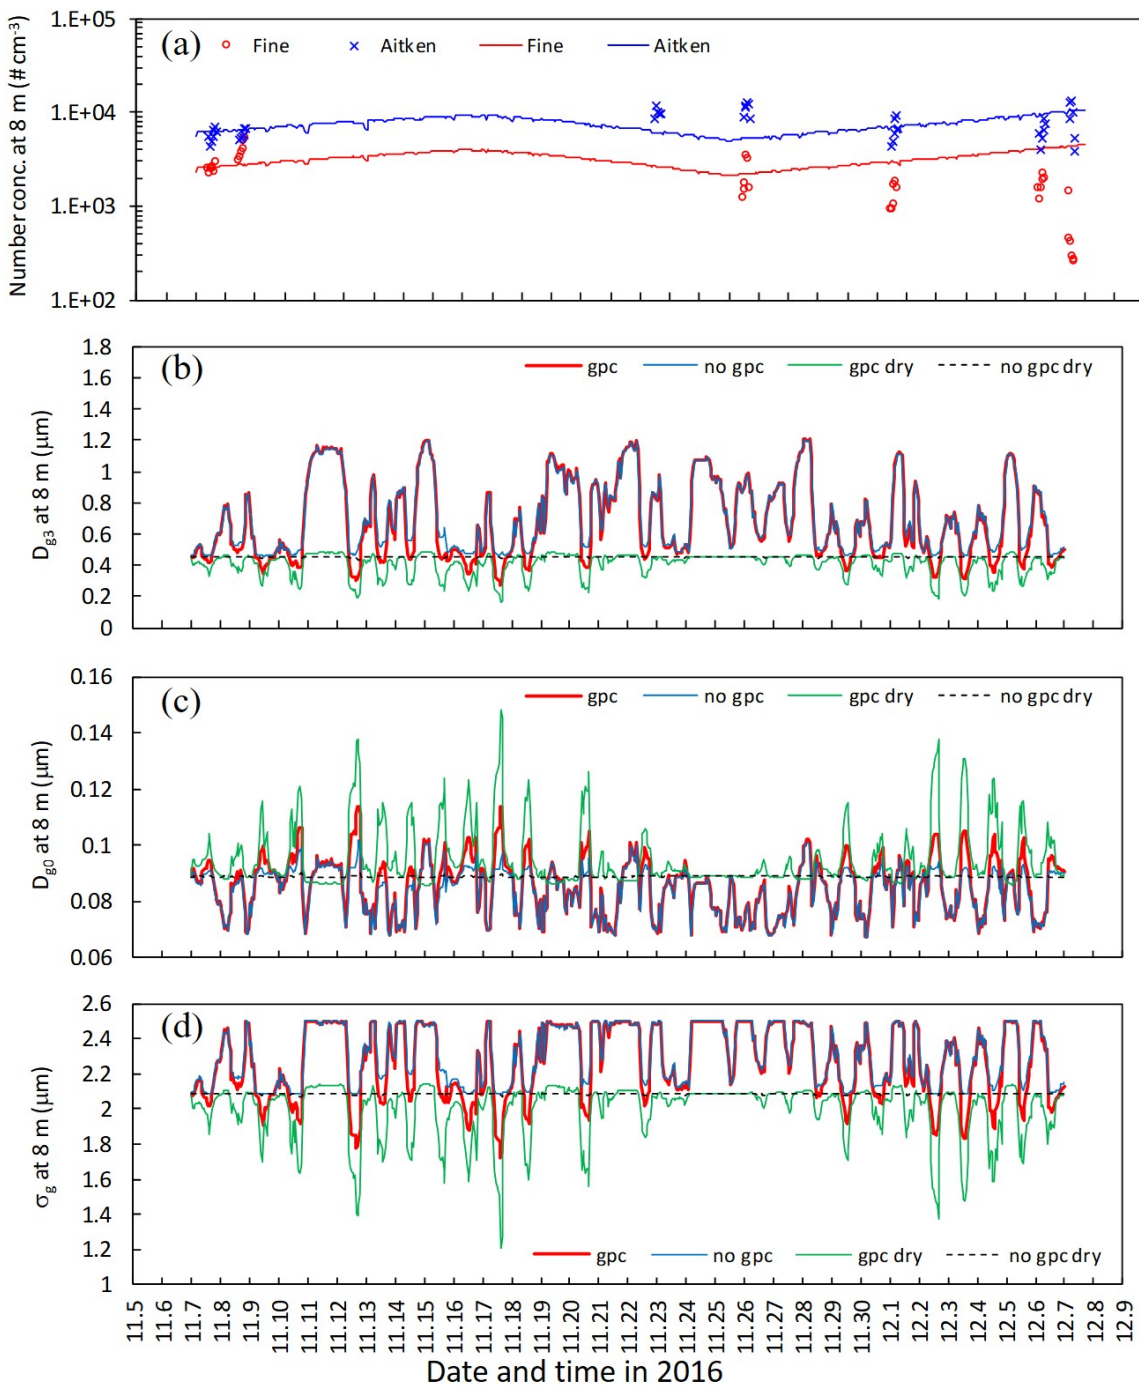 (a)
Fine Aitken Fine Aitken
Number conc. at 8 m (# cm-3)
1.E+05
1.E+04
1.E+03
1.E+02
(b)
gpc no gpc gpc dry no gpc dry
Dg3 at 8 m (µm)
1.8
1.6
1.4
1.2
1
0.8
0.6
0.4
0.2
0
(c)
gpc no gpc gpc dry no gpc dry
Dg0 at 8 m (µm)
0.16
0.14
0.12
0.1
0.08
0.06
(d)
σg at 8 m (µm)
2.6
2.4
2.2
2
1.8
1.6
1.4
1.2
1
gpc no gpc gpc dry no gpc dry
11.5 11.6 11.7 11.8 11.9 11.10 11.11 11.12 11.13 11.14 11.15 11.16 11.17 11.18 11.19 11.20 11.21 11.22 11.23 11.24 11.25 11.26 11.27 11.28 11.29 11.30 12.1 12.2 12.3 12.4 12.5 12.6 12.7 12.8 12.9
Date and time in 2016